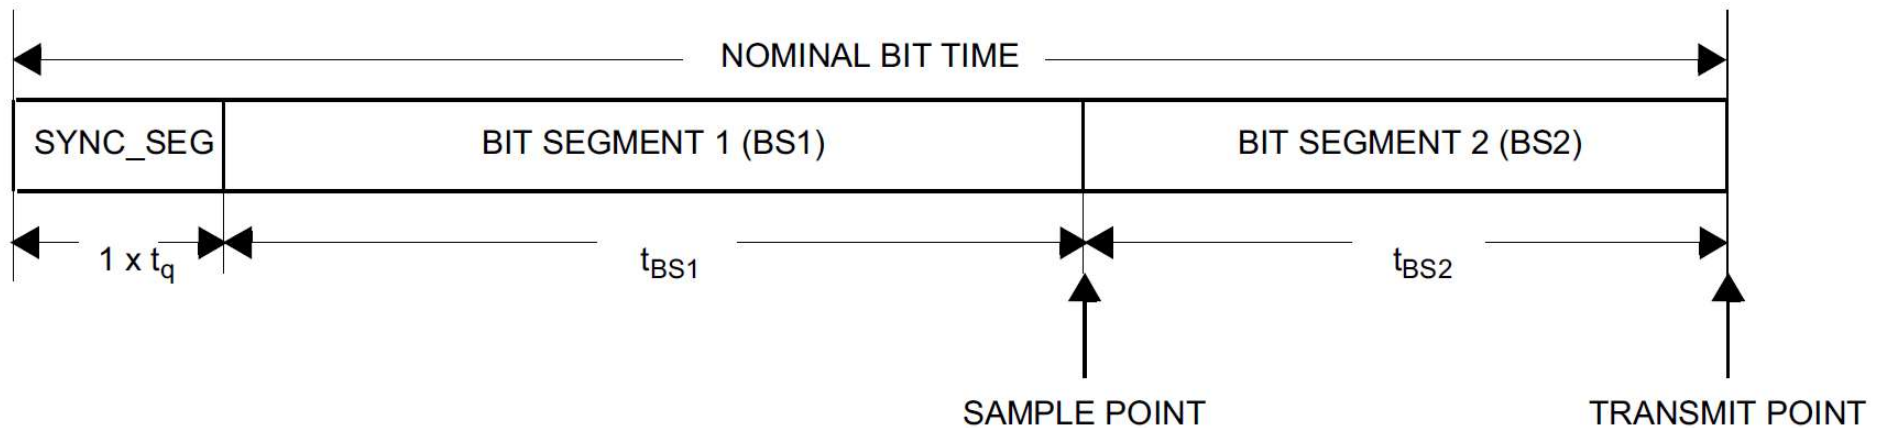 NOMINAL BIT TIME
SYNC_SEG
BIT SEGMENT 1 (BS1)
BIT SEGMENT 2 (BS2)
1 x tq
tBS1
tBS2
SAMPLE POINT
TRANSMIT POINT